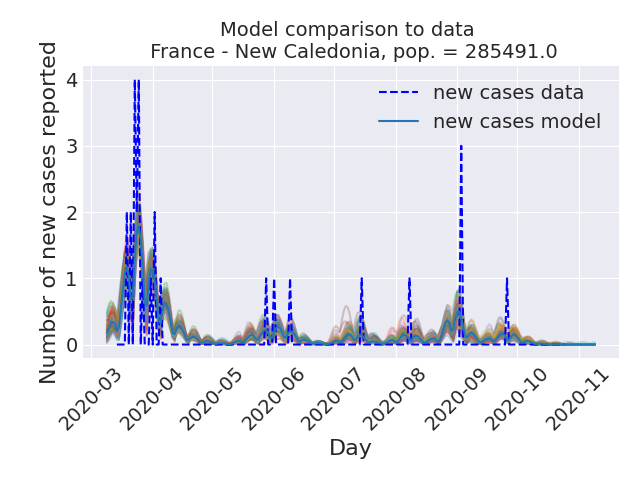 Model comparison to data
France - New Caledonia, pop. = 285491.0
new cases data
new cases model
Number of new cases reported
4
3
2
1
0
2020-03
2020-04
2020-05
2020-06
2020-07
2020-08
2020-09
2020-10
2020-11
Day